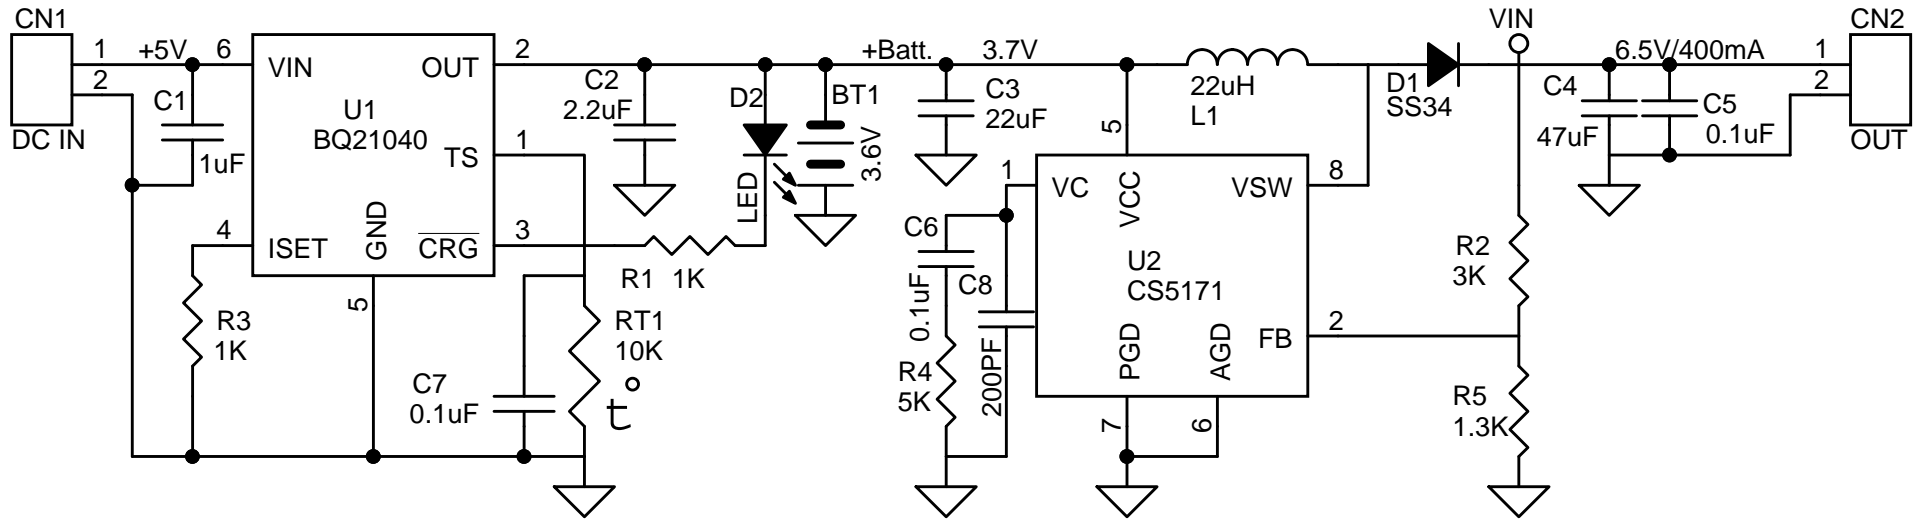 CN1
1
2
DC IN
+5V
6
C1
1uF
VIN
OUT
U1
BQ21040
TS
ISET
GND
CRG
4
5
2
1
3
R3
1K
C7
0.1uF
RT1
10K
t°
R1 1K
C2
2.2uF
D2
LED
BT1
3.6V
+Batt.
3.7V
C3
22uF
22uH
L1
D1
SS34
VIN
6.5V/400mA
C4
47uF
C5
0.1uF
CN2
1
2
OUT
5
1
VC
VCC
VSW
8
U2
CS5171
PGD
AGD
FB
2
7
6
C6
0.1uF
C8
200PF
R4
5K
R2
3K
R5
1.3K